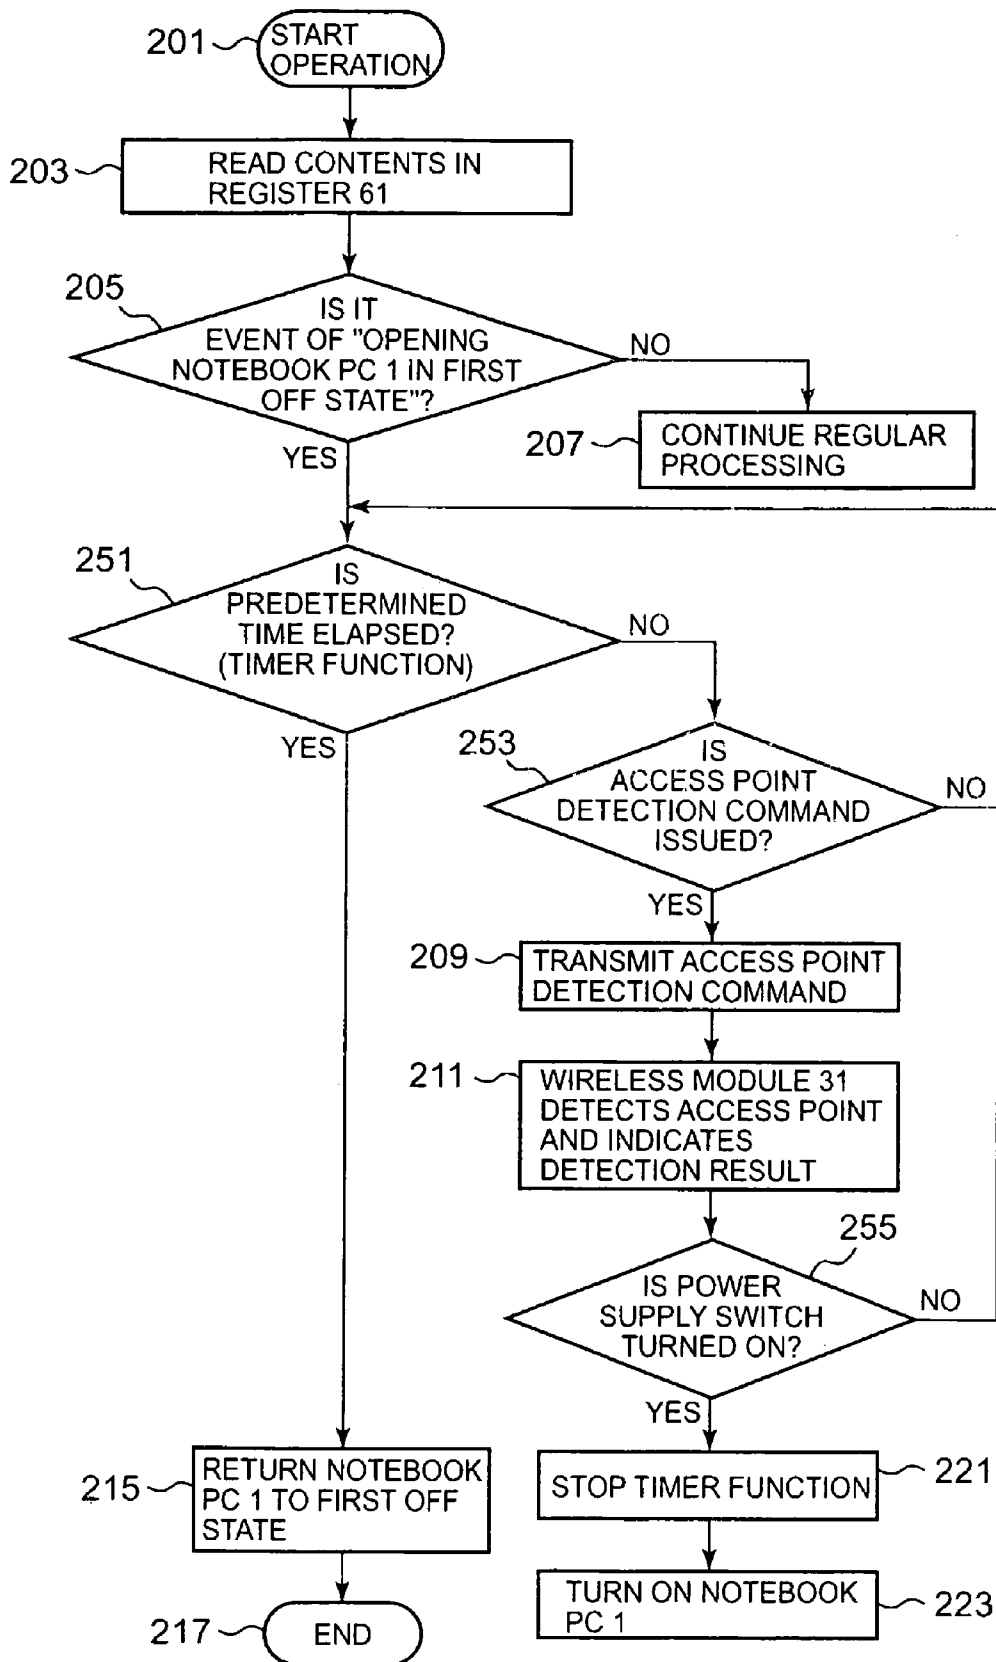 201
START
OPERATION
203
READ CONTENTS IN
REGISTER 61
205
IS IT
EVENT OF "OPENING
NOTEBOOK PC 1 IN FIRST
OFF STATE"?
NO
YES
207
CONTINUE REGULAR
PROCESSING
251
IS
PREDETERMINED
TIME ELAPSED?
(TIMER FUNCTION)
NO
YES
253
IS
ACCESS POINT
DETECTION COMMAND
ISSUED?
NO
YES
209
TRANSMIT ACCESS POINT
DETECTION COMMAND
211
WIRELESS MODULE 31
DETECTS ACCESS POINT
AND INDICATES
DETECTION RESULT
255
IS POWER
SUPPLY SWITCH
TURNED ON?
NO
YES
215
RETURN NOTEBOOK
PC 1 TO FIRST OFF
STATE
STOP TIMER FUNCTION
221
TURN ON NOTEBOOK
PC 1
223
217
END